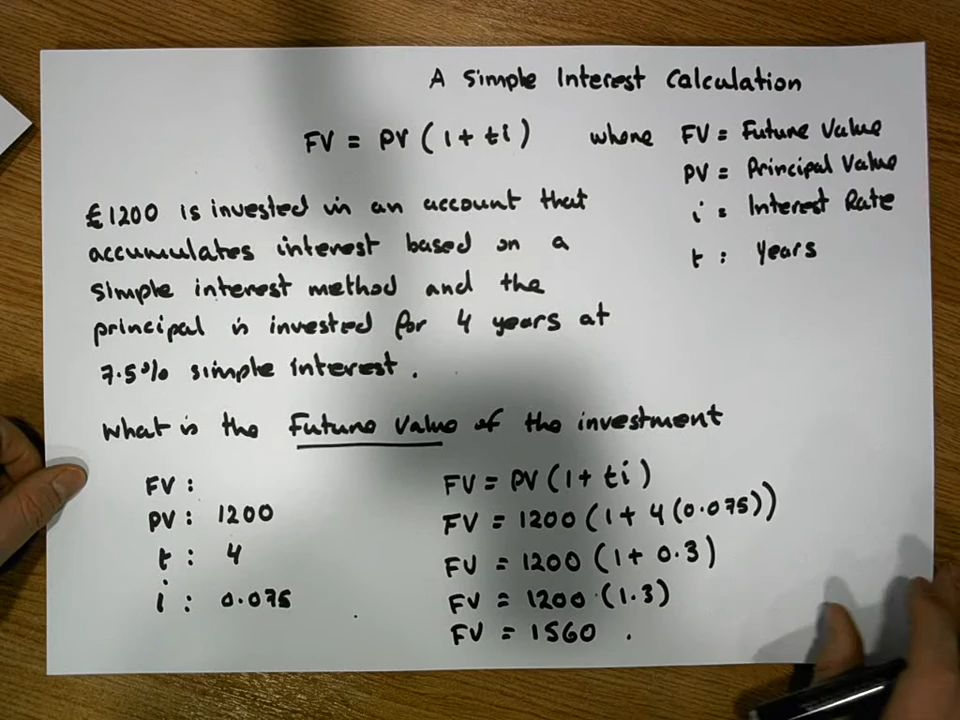 A Simple Interest Calculation
FV = PV (1 + ti) where FV = Future Value
PV = Principal Value
i = Interest Rate
t : Years
£1200 is invested in an account that
accumulates interest based on a
simple interest method and the
principal is invested for 4 years at
7.5% simple interest.
What is the Future Value of the investment
FV :
PV : 1200
t : 4
i : 0.075
FV = PV (1 + ti)
FV = 1200 (1 + 4 (0.075))
FV = 1200 (1 + 0.3)
FV = 1200 (1.3)
FV = 1560 .